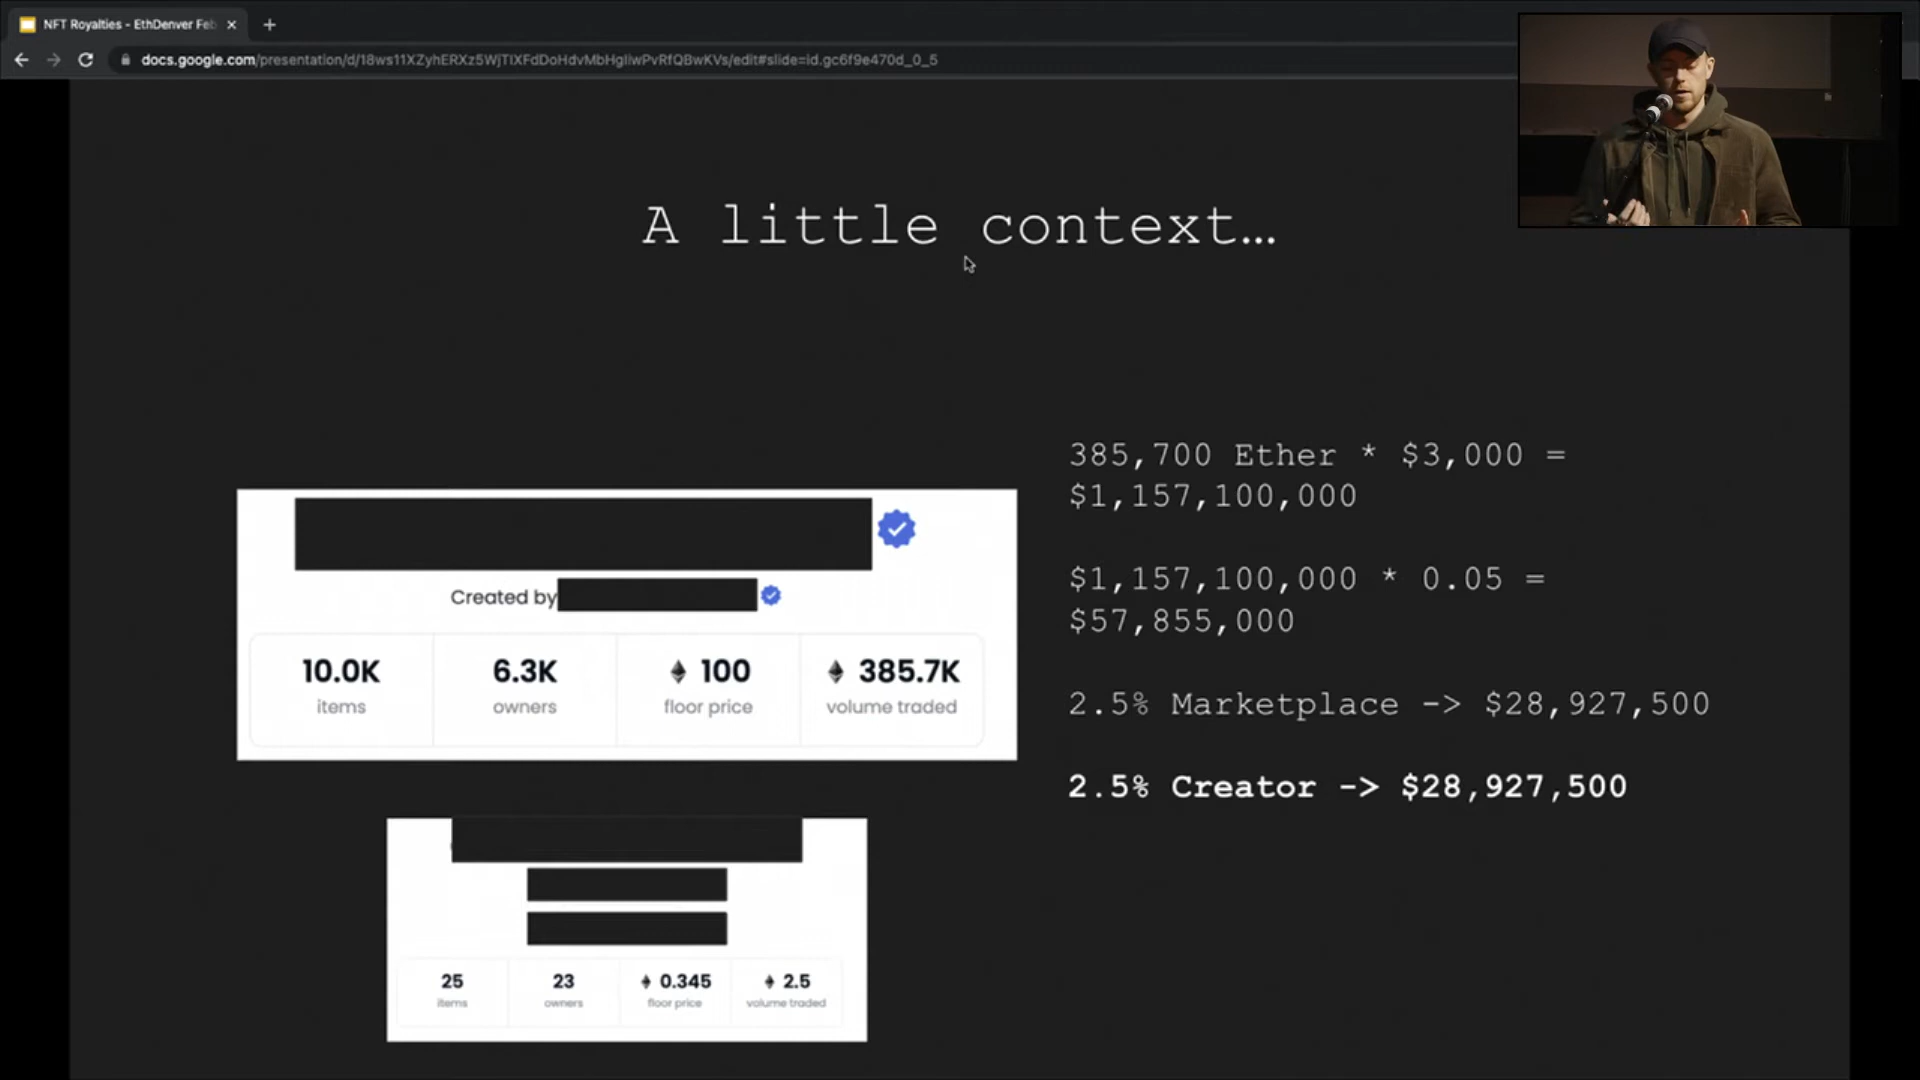 NFT Royalties - EthDenver Feb
docs.google.com/presentation/d/18ws11XZyhERXz5WjTIXFdDoHdvMbHgIiwPvRfQBwKVs/edit#slide=id.gc6f9e470d_0_5
A little context…
385,700 Ether * $3,000 =
$1,157,100,000
$1,157,100,000 * 0.05 =
$57,855,000
2.5% Marketplace -> $28,927,500
2.5% Creator -> $28,927,500
Created by
10.0K 6.3K 100 385.7K
items owners floor price volume traded
25 23 0.345 2.5
items owners floor price volume traded